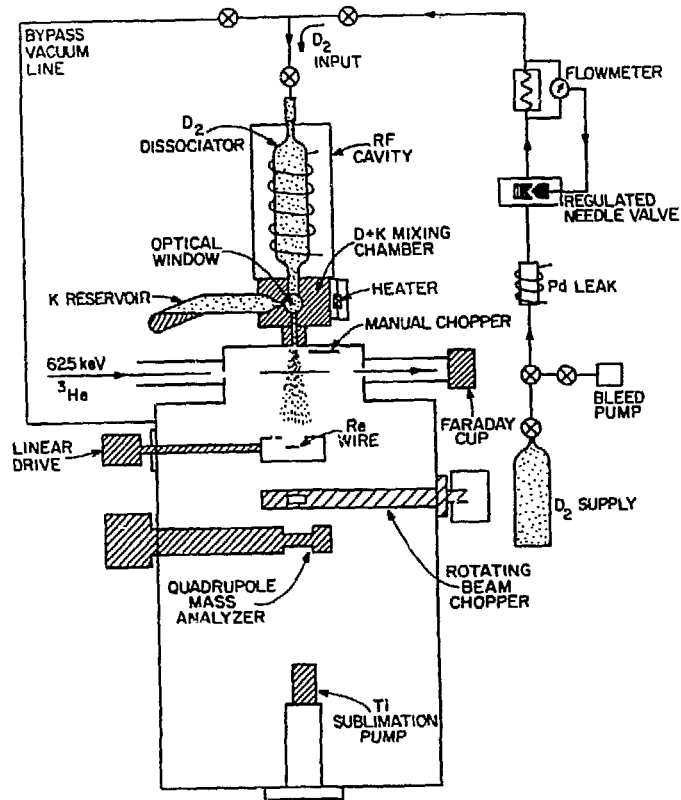 BYPASS
VACUUM
LINE
D2
INPUT
FLOWMETER
D2
DISSOCIATOR
RF
CAVITY
REGULATED
NEEDLE VALVE
OPTICAL
WINDOW
D+K MIXING
CHAMBER
K RESERVOIR
HEATER
Pd LEAK
MANUAL CHOPPER
625 keV
3He
BLEED
PUMP
FARADAY
CUP
Re
WIRE
LINEAR
DRIVE
D2 SUPPLY
QUADRUPOLE
MASS
ANALYZER
ROTATING
BEAM
CHOPPER
Ti
SUBLIMATION
PUMP